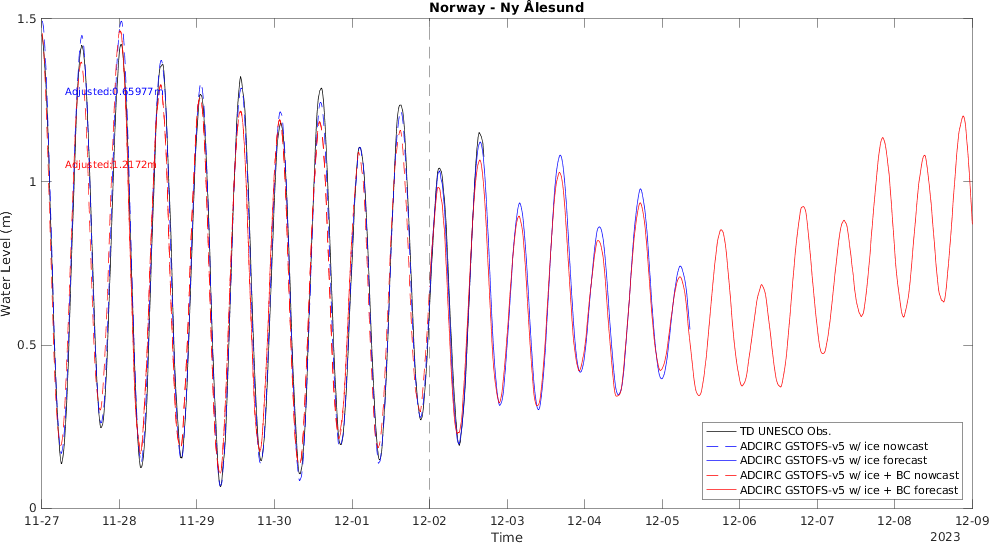 Norway - Ny Ålesund
1.5
Adjusted:0.65977m
Adjusted:1.2172m
1
0.5
0
Water Level (m)
TD UNESCO Obs.
ADCIRC GSTOFS-v5 w/ ice nowcast
ADCIRC GSTOFS-v5 w/ ice forecast
ADCIRC GSTOFS-v5 w/ ice + BC nowcast
ADCIRC GSTOFS-v5 w/ ice + BC forecast
11-27 11-28 11-29 11-30 12-01 12-02 12-03 12-04 12-05 12-06 12-07 12-08 12-09
Time
2023